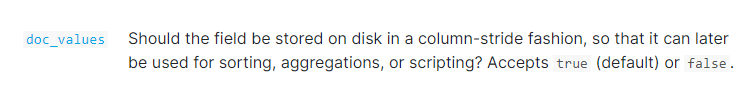 doc_values Should the field be stored on disk in a column-stride fashion, so that it can later
be used for sorting, aggregations, or scripting? Accepts true (default) or false.